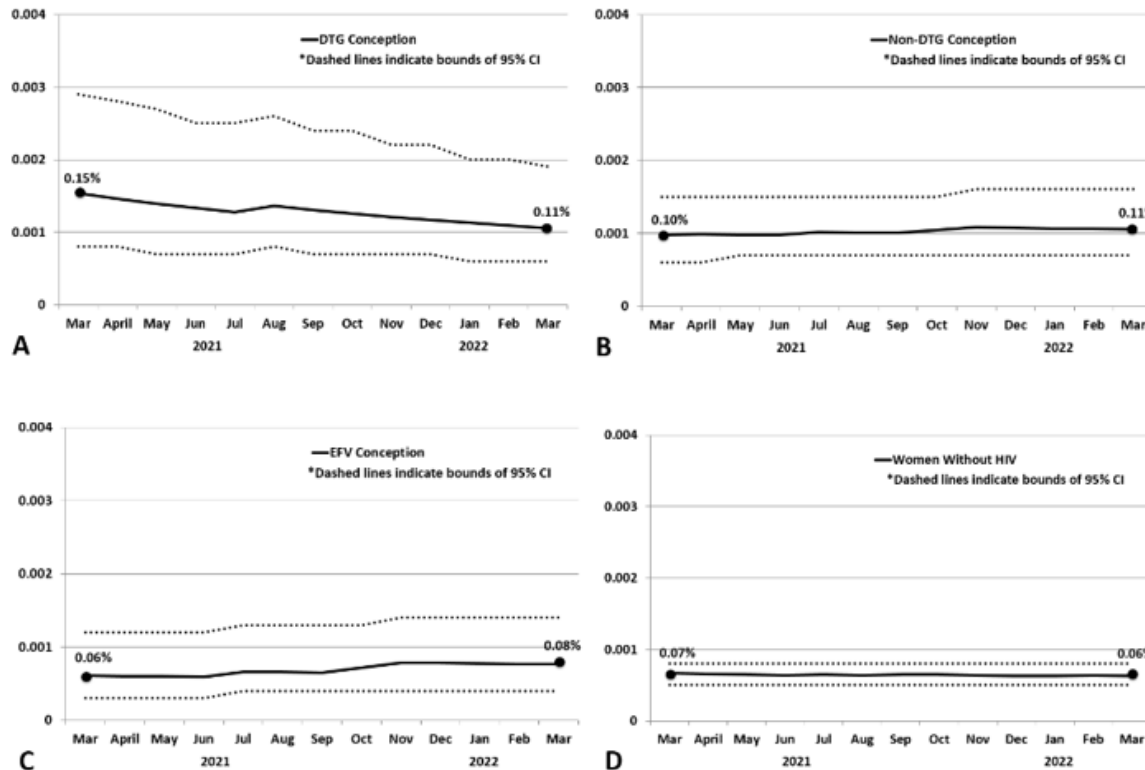 0.004
DTG Conception
*Dashed lines indicate bounds of 95% CI
0.003
0.002
0.15%
0.11%
0.001
0
Mar April May Jun Jul Aug Sep Oct Nov Dec Jan Feb Mar
A 2021 2022
0.004
Non-DTG Conception
*Dashed lines indicate bounds of 95% CI
0.003
0.002
0.10%
0.11%
0.001
0
Mar April May Jun Jul Aug Sep Oct Nov Dec Jan Feb Mar
B 2021 2022
0.004
EFV Conception
*Dashed lines indicate bounds of 95% CI
0.003
0.002
0.001
0.06%
0.08%
0
Mar April May Jun Jul Aug Sep Oct Nov Dec Jan Feb Mar
C 2021 2022
0.004
Women Without HIV
*Dashed lines indicate bounds of 95% CI
0.003
0.002
0.001
0.07%
0.06%
0
Mar April May Jun Jul Aug Sep Oct Nov Dec Jan Feb Mar
D 2021 2022